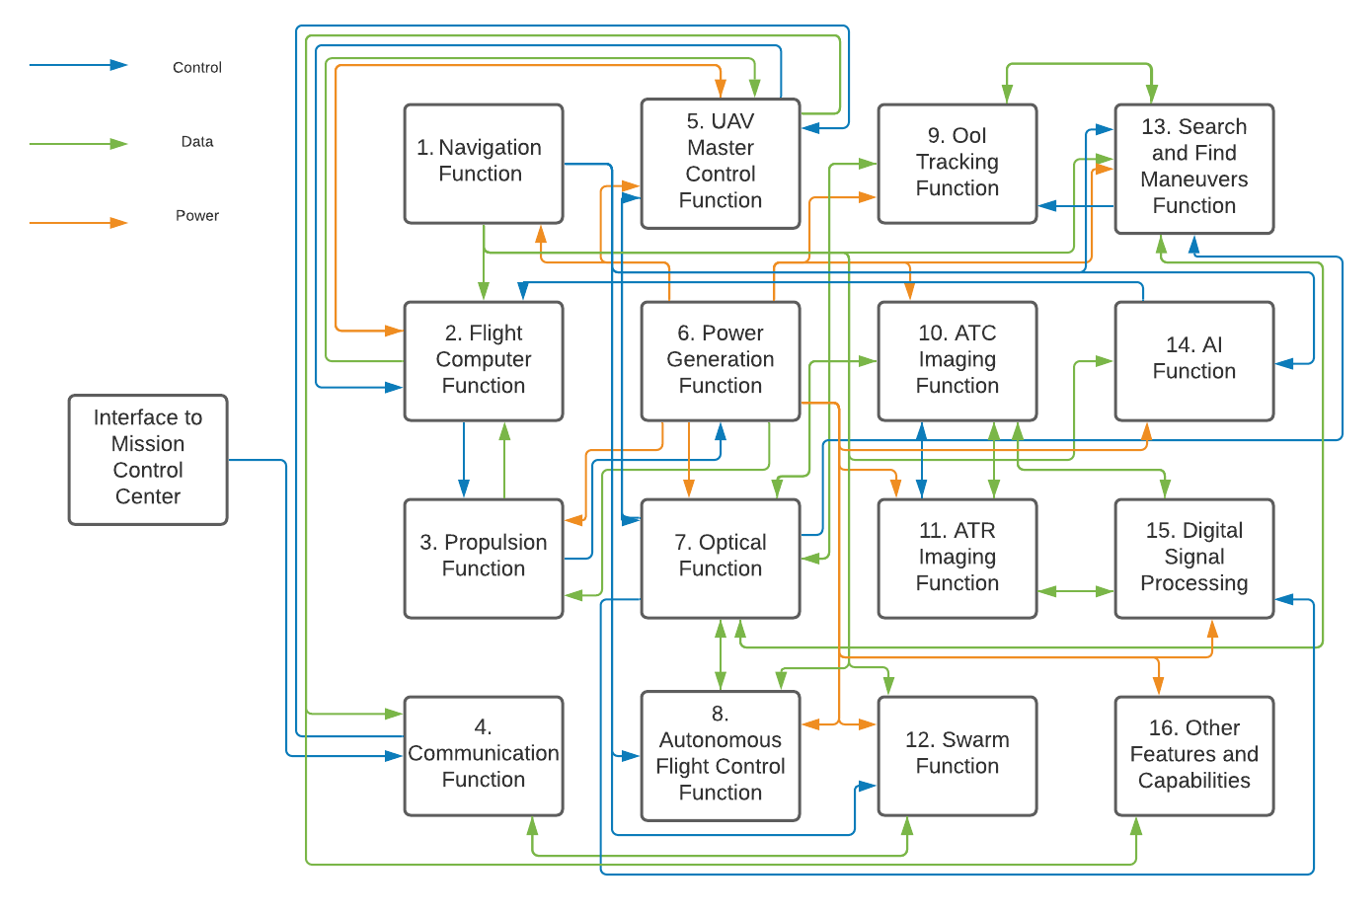 Control
Data
Power
1. Navigation
Function
5. UAV
Master
Control
Function
9. OoI
Tracking
Function
13. Search
and Find
Maneuvers
Function
2. Flight
Computer
Function
6. Power
Generation
Function
10. ATC
Imaging
Function
14. AI
Function
Interface to
Mission
Control
Center
3. Propulsion
Function
7. Optical
Function
11. ATR
Imaging
Function
15. Digital
Signal
Processing
4.
Communication
Function
8.
Autonomous
Flight Control
Function
12. Swarm
Function
16. Other
Features and
Capabilities